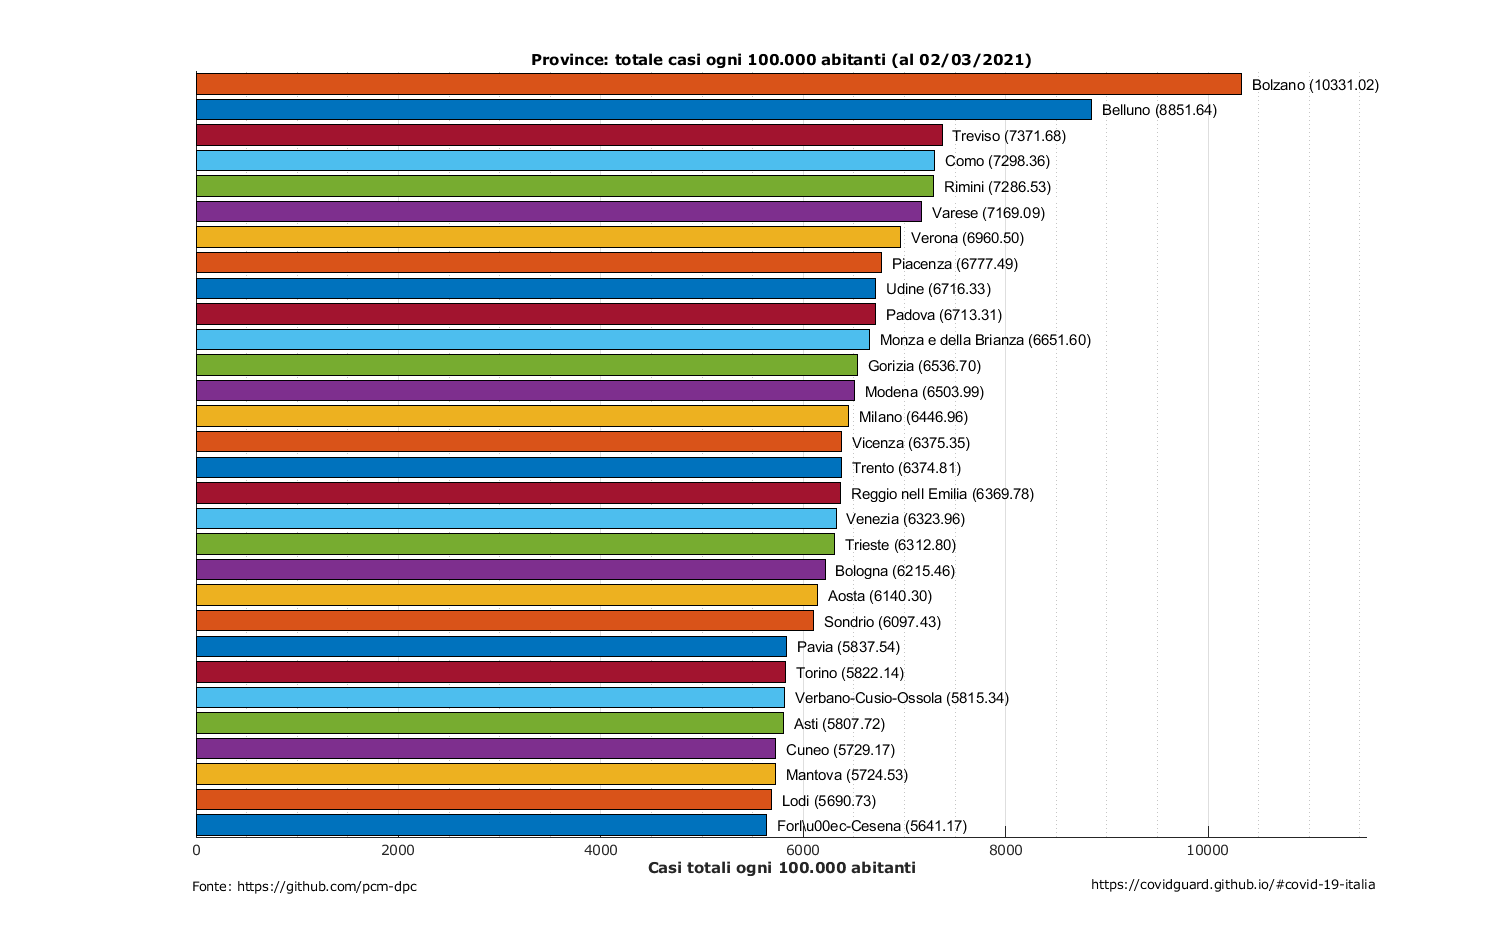 Province: totale casi ogni 100.000 abitanti (al 02/03/2021)
Bolzano (10331.02)
Belluno (8851.64)
Treviso (7371.68)
Como (7298.36)
Rimini (7286.53)
Varese (7169.09)
Verona (6960.50)
Piacenza (6777.49)
Udine (6716.33)
Padova (6713.31)
Monza e della Brianza (6651.60)
Gorizia (6536.70)
Modena (6503.99)
Milano (6446.96)
Vicenza (6375.35)
Trento (6374.81)
Reggio nell Emilia (6369.78)
Venezia (6323.96)
Trieste (6312.80)
Bologna (6215.46)
Aosta (6140.30)
Sondrio (6097.43)
Pavia (5837.54)
Torino (5822.14)
Verbano-Cusio-Ossola (5815.34)
Asti (5807.72)
Cuneo (5729.17)
Mantova (5724.53)
Lodi (5690.73)
Forl\u00ec-Cesena (5641.17)
0 2000 4000 6000 8000 10000
Casi totali ogni 100.000 abitanti
Fonte: https://github.com/pcm-dpc
https://covidguard.github.io/#covid-19-italia